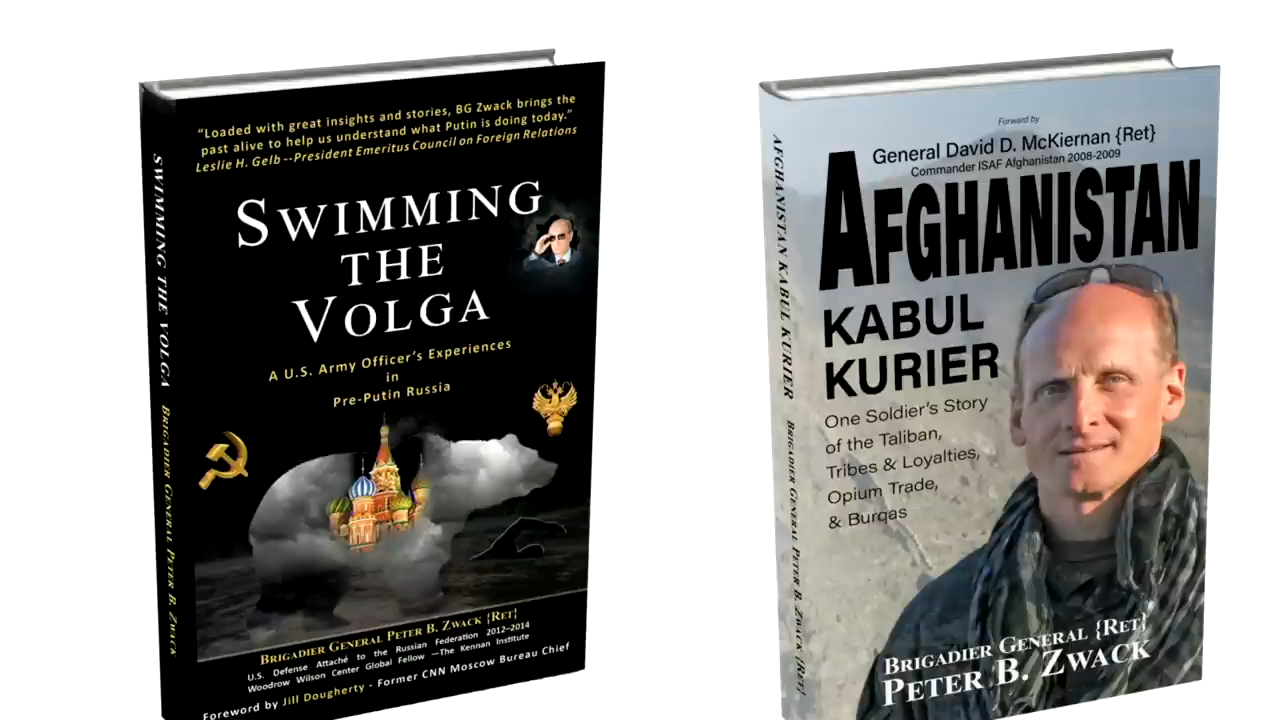 “Loaded with great insights and stories, BG Zwack brings the
past alive to help us understand what Putin is doing today.”
Leslie H. Gelb --President Emeritus Council on Foreign Relations
SWIMMING
THE
VOLGA
A U.S. Army Officer’s Experiences
in
Pre-Putin Russia
BRIGADIER GENERAL PETER B. ZWACK {RET}
U.S. Defense Attaché to the Russian Federation 2012–2014
Woodrow Wilson Center Global Fellow —The Kennan Institute
Foreword by Jill Dougherty - Former CNN Moscow Bureau Chief
SWIMMING THE VOLGA BRIGADIER GENERAL PETER B. ZWACK
Forward by
General David D. McKiernan {Ret}
Commander ISAF Afghanistan 2008-2009
AFGHANISTAN
KABUL
KURIER
One Soldier’s Story
of the Taliban,
Tribes & Loyalties,
Opium Trade,
& Burqas
BRIGADIER GENERAL {RET}
PETER B. ZWACK
AFGHANISTAN KABUL KURIER BRIGADIER GENERAL PETER B. ZWACK {RET}